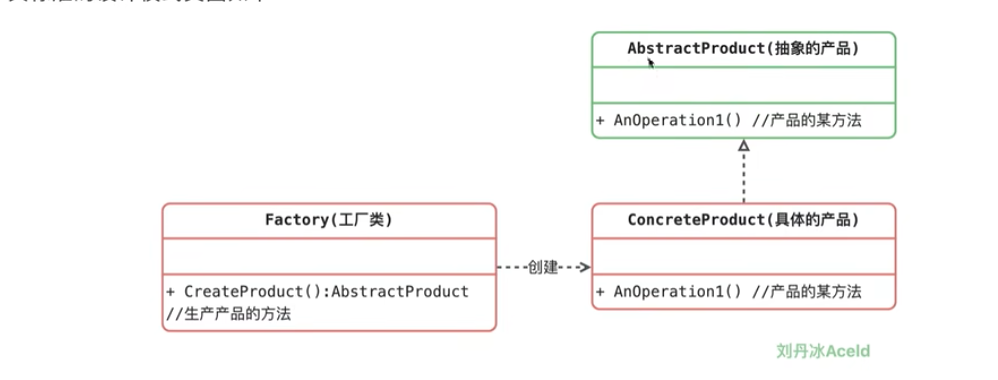 AbstractProduct(抽象的产品)
+ AnOperation1() //产品的某方法
Factory(工厂类)
+ CreateProduct():AbstractProduct
//生产产品的方法
创建
ConcreteProduct(具体的产品)
+ AnOperation1() //产品的某方法
刘丹冰Aceld